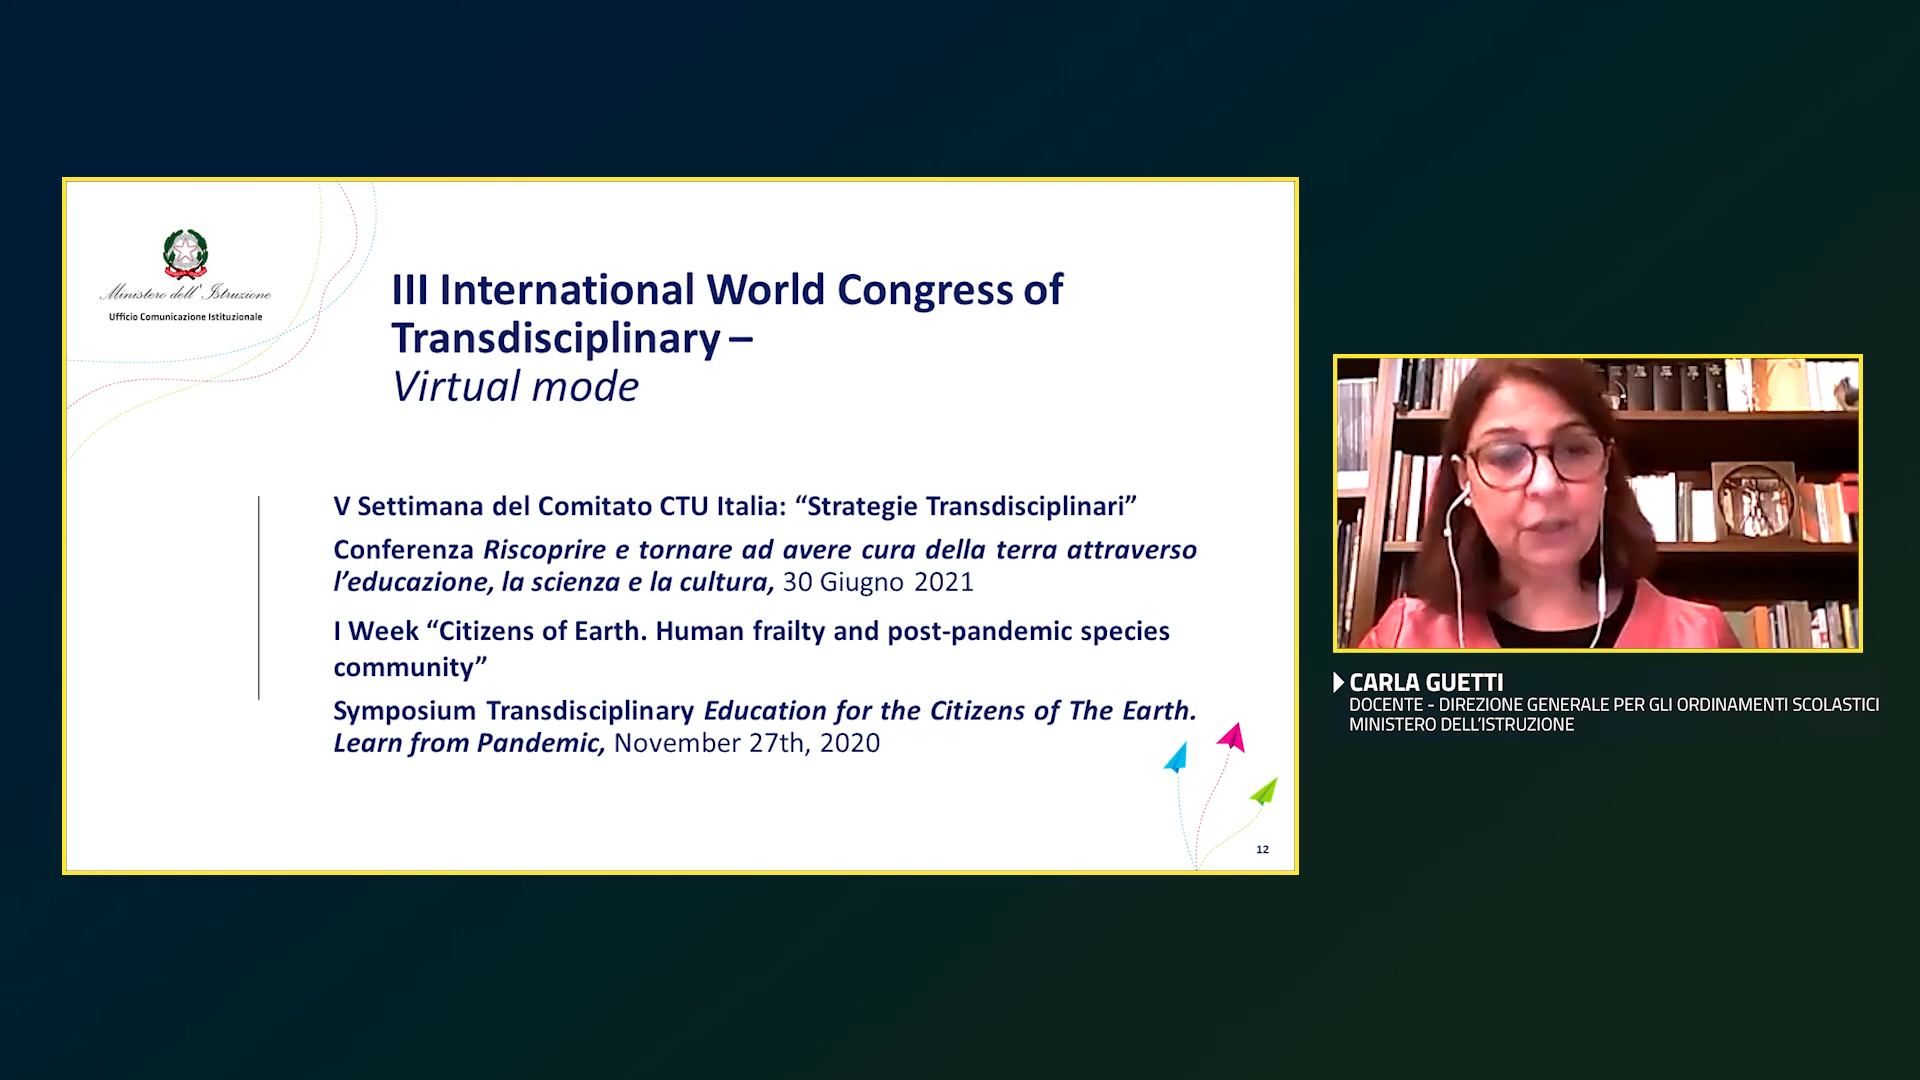 Ministero dell'Istruzione
Ufficio Comunicazione Istituzionale
III International World Congress of
Transdisciplinary –
Virtual mode
V Settimana del Comitato CTU Italia: “Strategie Transdisciplinari”
Conferenza Riscoprire e tornare ad avere cura della terra attraverso
l’educazione, la scienza e la cultura, 30 Giugno 2021
I Week “Citizens of Earth. Human frailty and post-pandemic species
community”
Symposium Transdisciplinary Education for the Citizens of The Earth.
Learn from Pandemic, November 27th, 2020
12
CARLA GUETTI
DOCENTE - DIREZIONE GENERALE PER GLI ORDINAMENTI SCOLASTICI
MINISTERO DELL’ISTRUZIONE